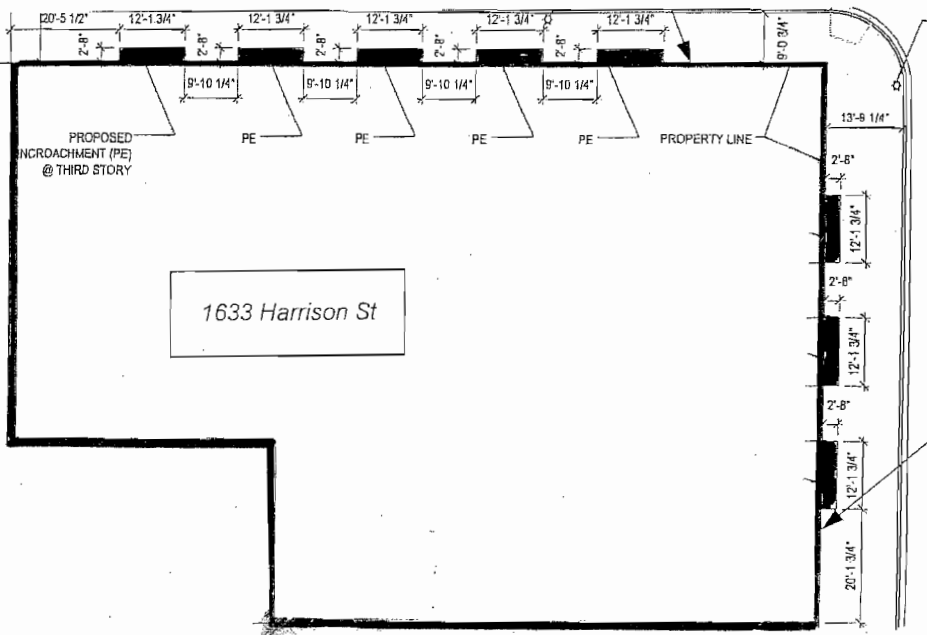 20'-5 1/2" 12'-1 3/4" 12'-1 3/4" 12'-1 3/4" 12'-1 3/4" 12'-1 3/4"
2'-8" 2'-8" 2'-8" 2'-8" 2'-8" 9'-0 3/4"
9'-10 1/4" 9'-10 1/4" 9'-10 1/4" 9'-10 1/4"
PROPOSED
NCROACHMENT (PE)
@ THIRD STORY
PE PE PE PE PROPERTY LINE
13'-9 1/4"
2'-8"
12'-1 3/4"
2'-8"
12'-1 3/4"
2'-8"
12'-1 3/4"
20'-1 3/4"
1633 Harrison St